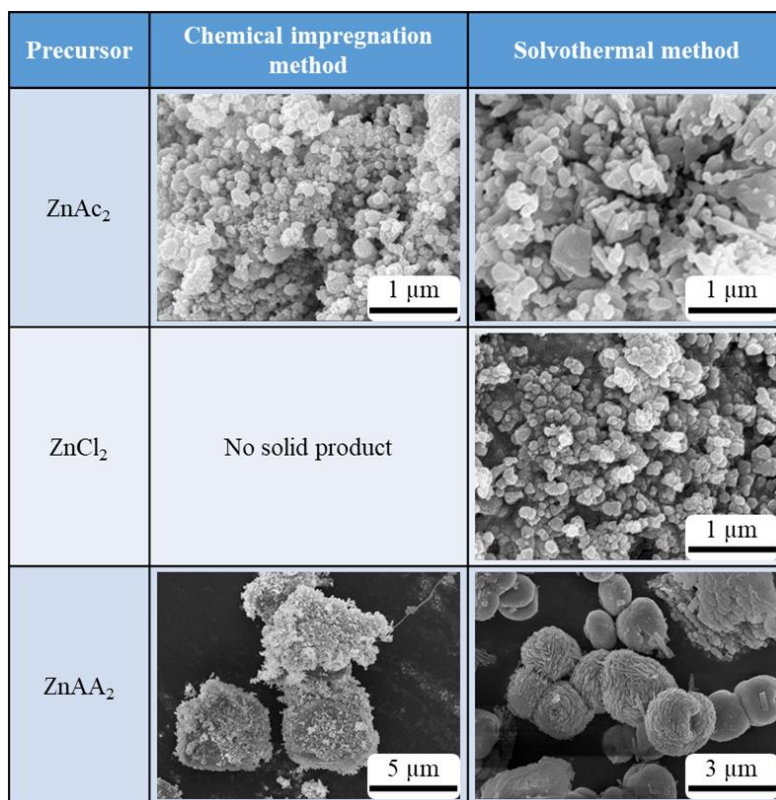 Precursor
Chemical impregnation
method
Solvothermal method
ZnAc₂
1 μm
1 μm
ZnCl₂
No solid product
1 μm
ZnAA₂
5 μm
3 μm